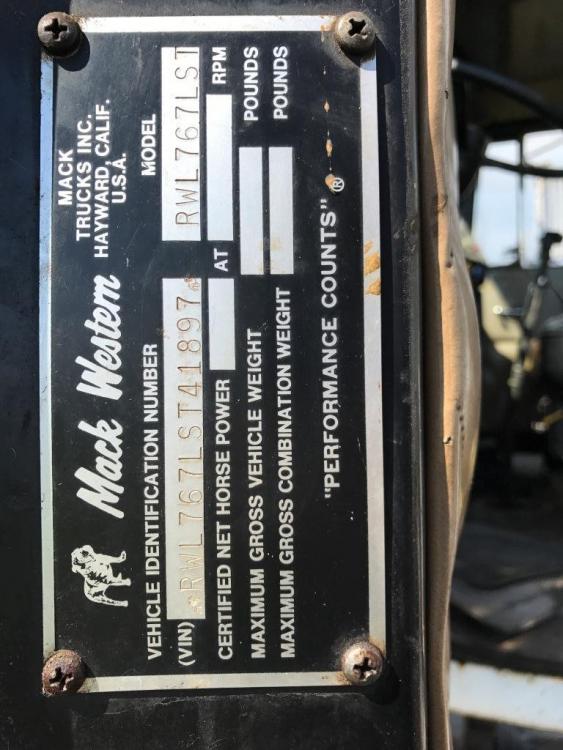 Mack Western
MACK
TRUCKS INC.
HAYWARD, CALIF.
U.S.A.
VEHICLE IDENTIFICATION NUMBER MODEL
(VIN) *RWL767LST41897* RWL767LST
CERTIFIED NET HORSE POWER AT RPM
MAXIMUM GROSS VEHICLE WEIGHT POUNDS
MAXIMUM GROSS COMBINATION WEIGHT POUNDS
"PERFORMANCE COUNTS"®